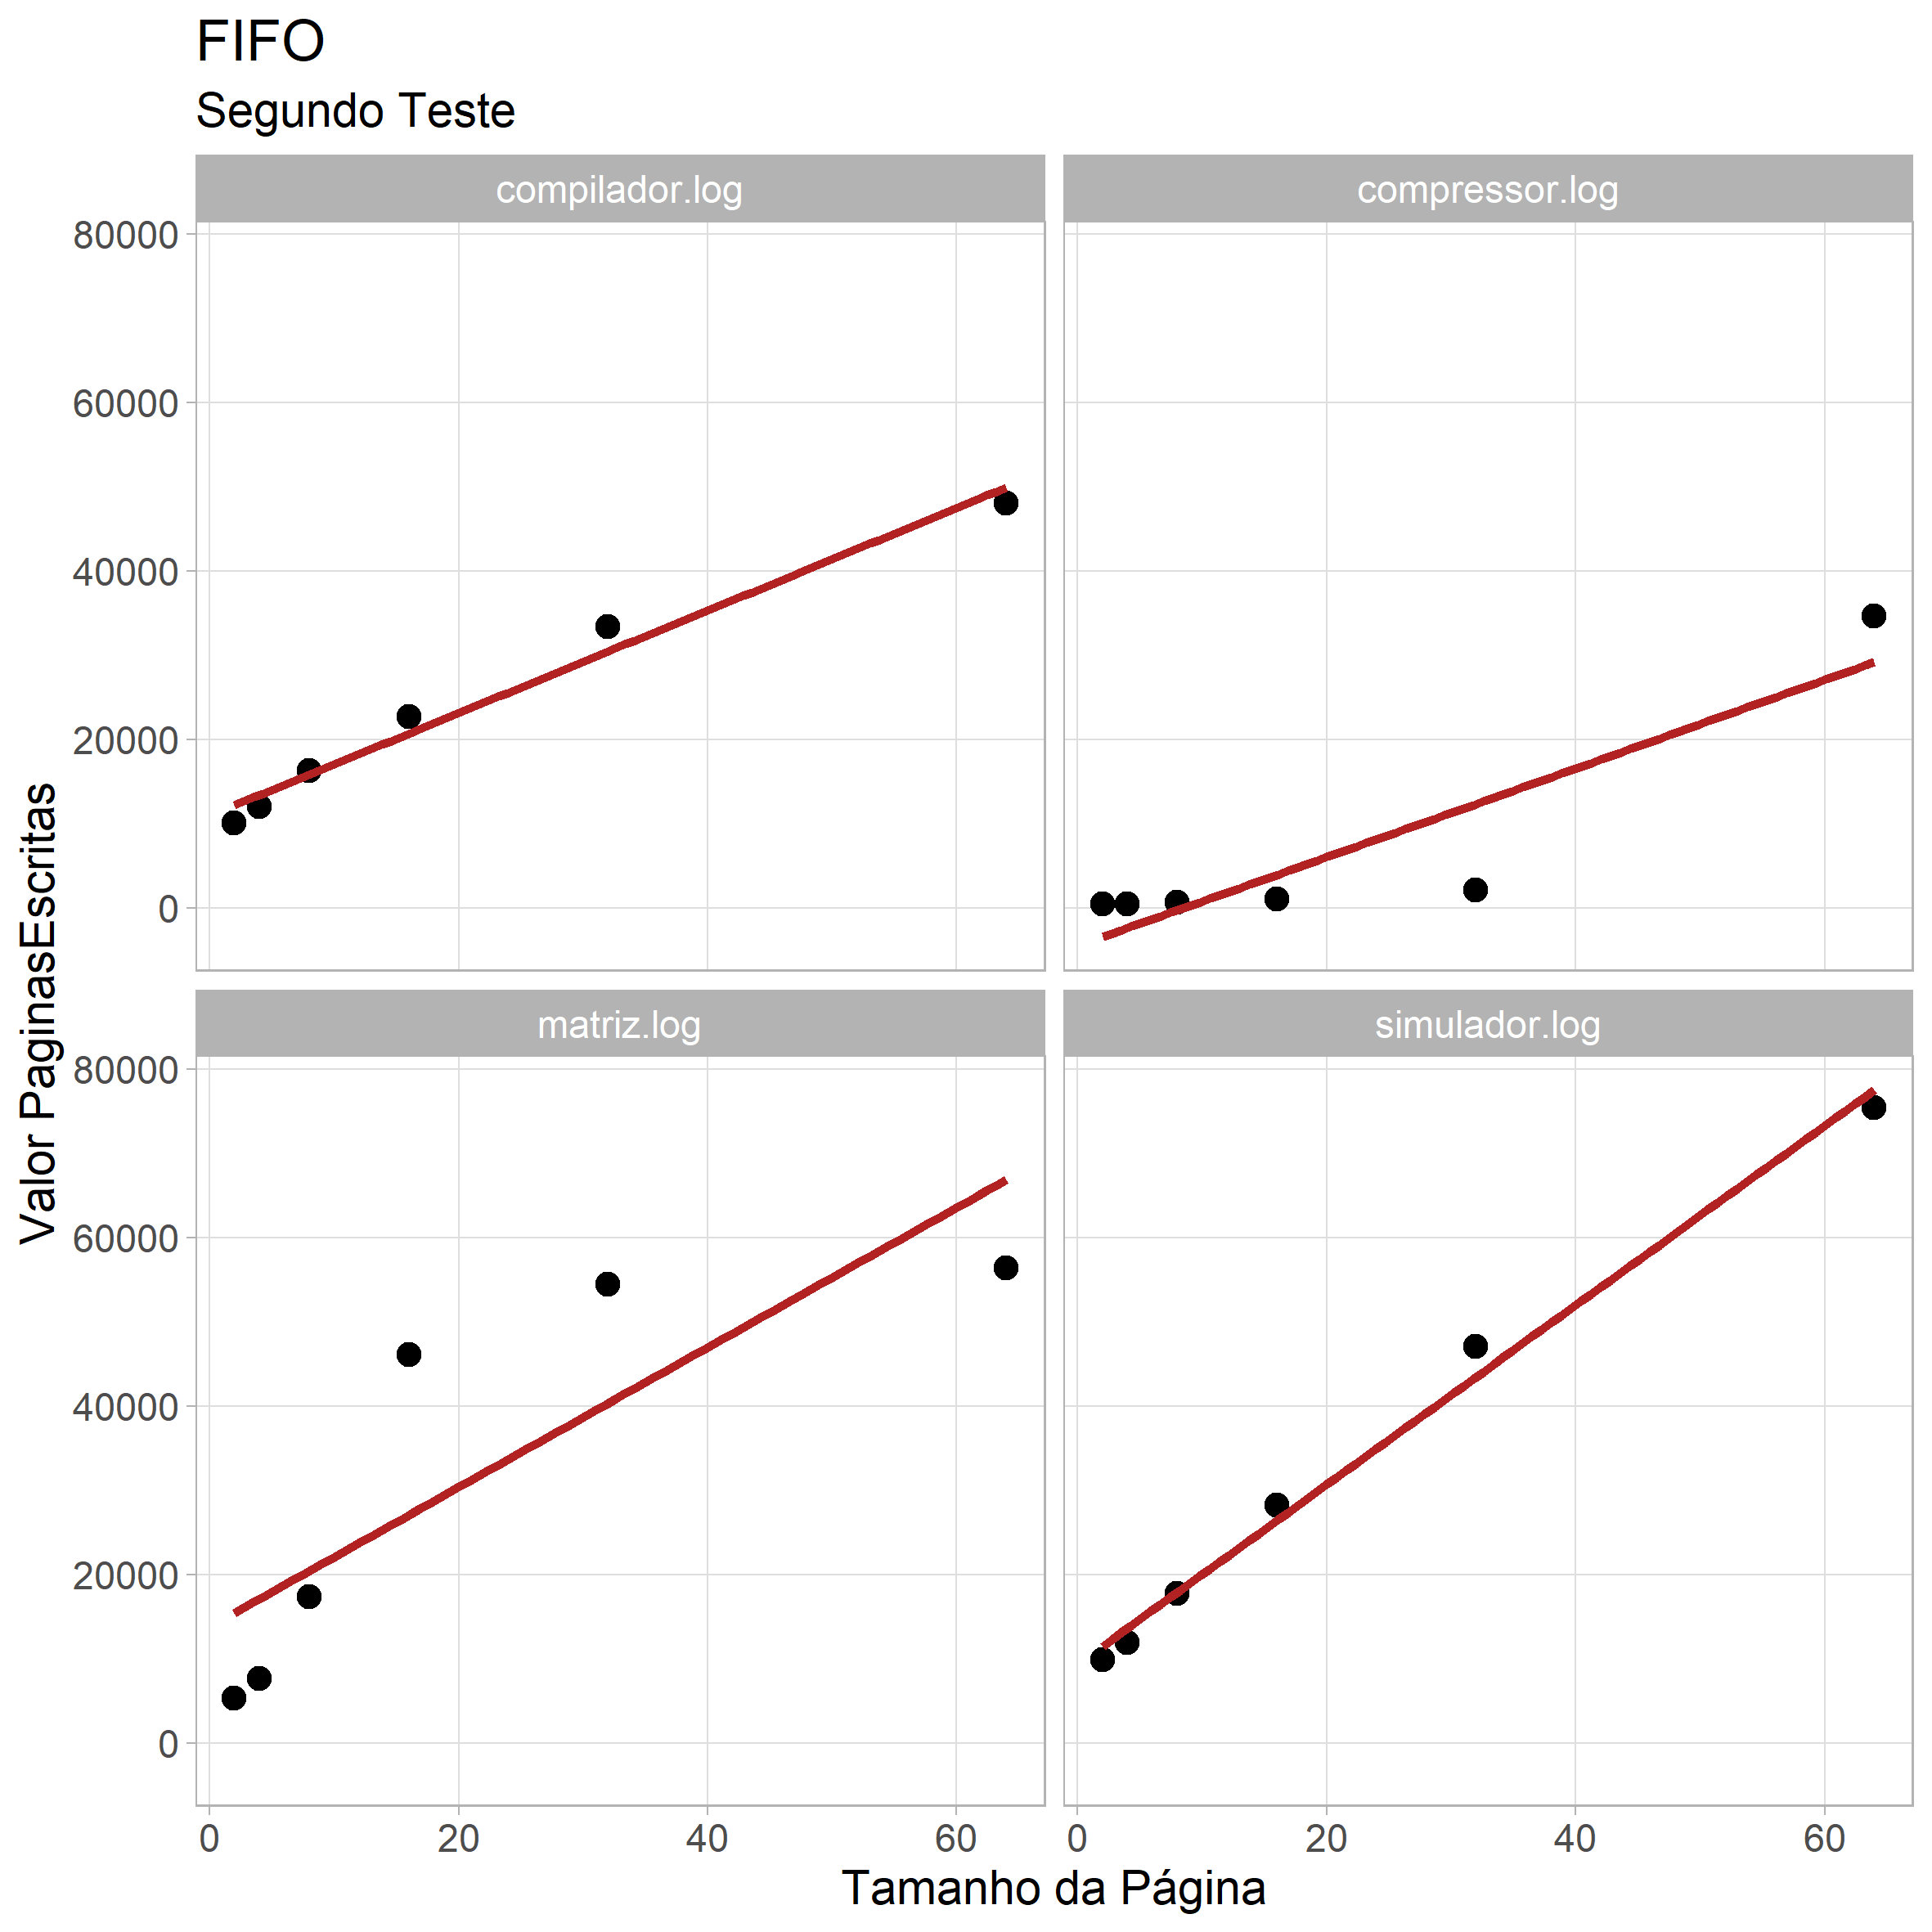 FIFO
Segundo Teste
compilador.log
compressor.log
80000
60000
40000
20000
0
matriz.log
simulador.log
80000
60000
40000
20000
0
0 20 40 60
0 20 40 60
Tamanho da Página
Valor PaginasEscritas